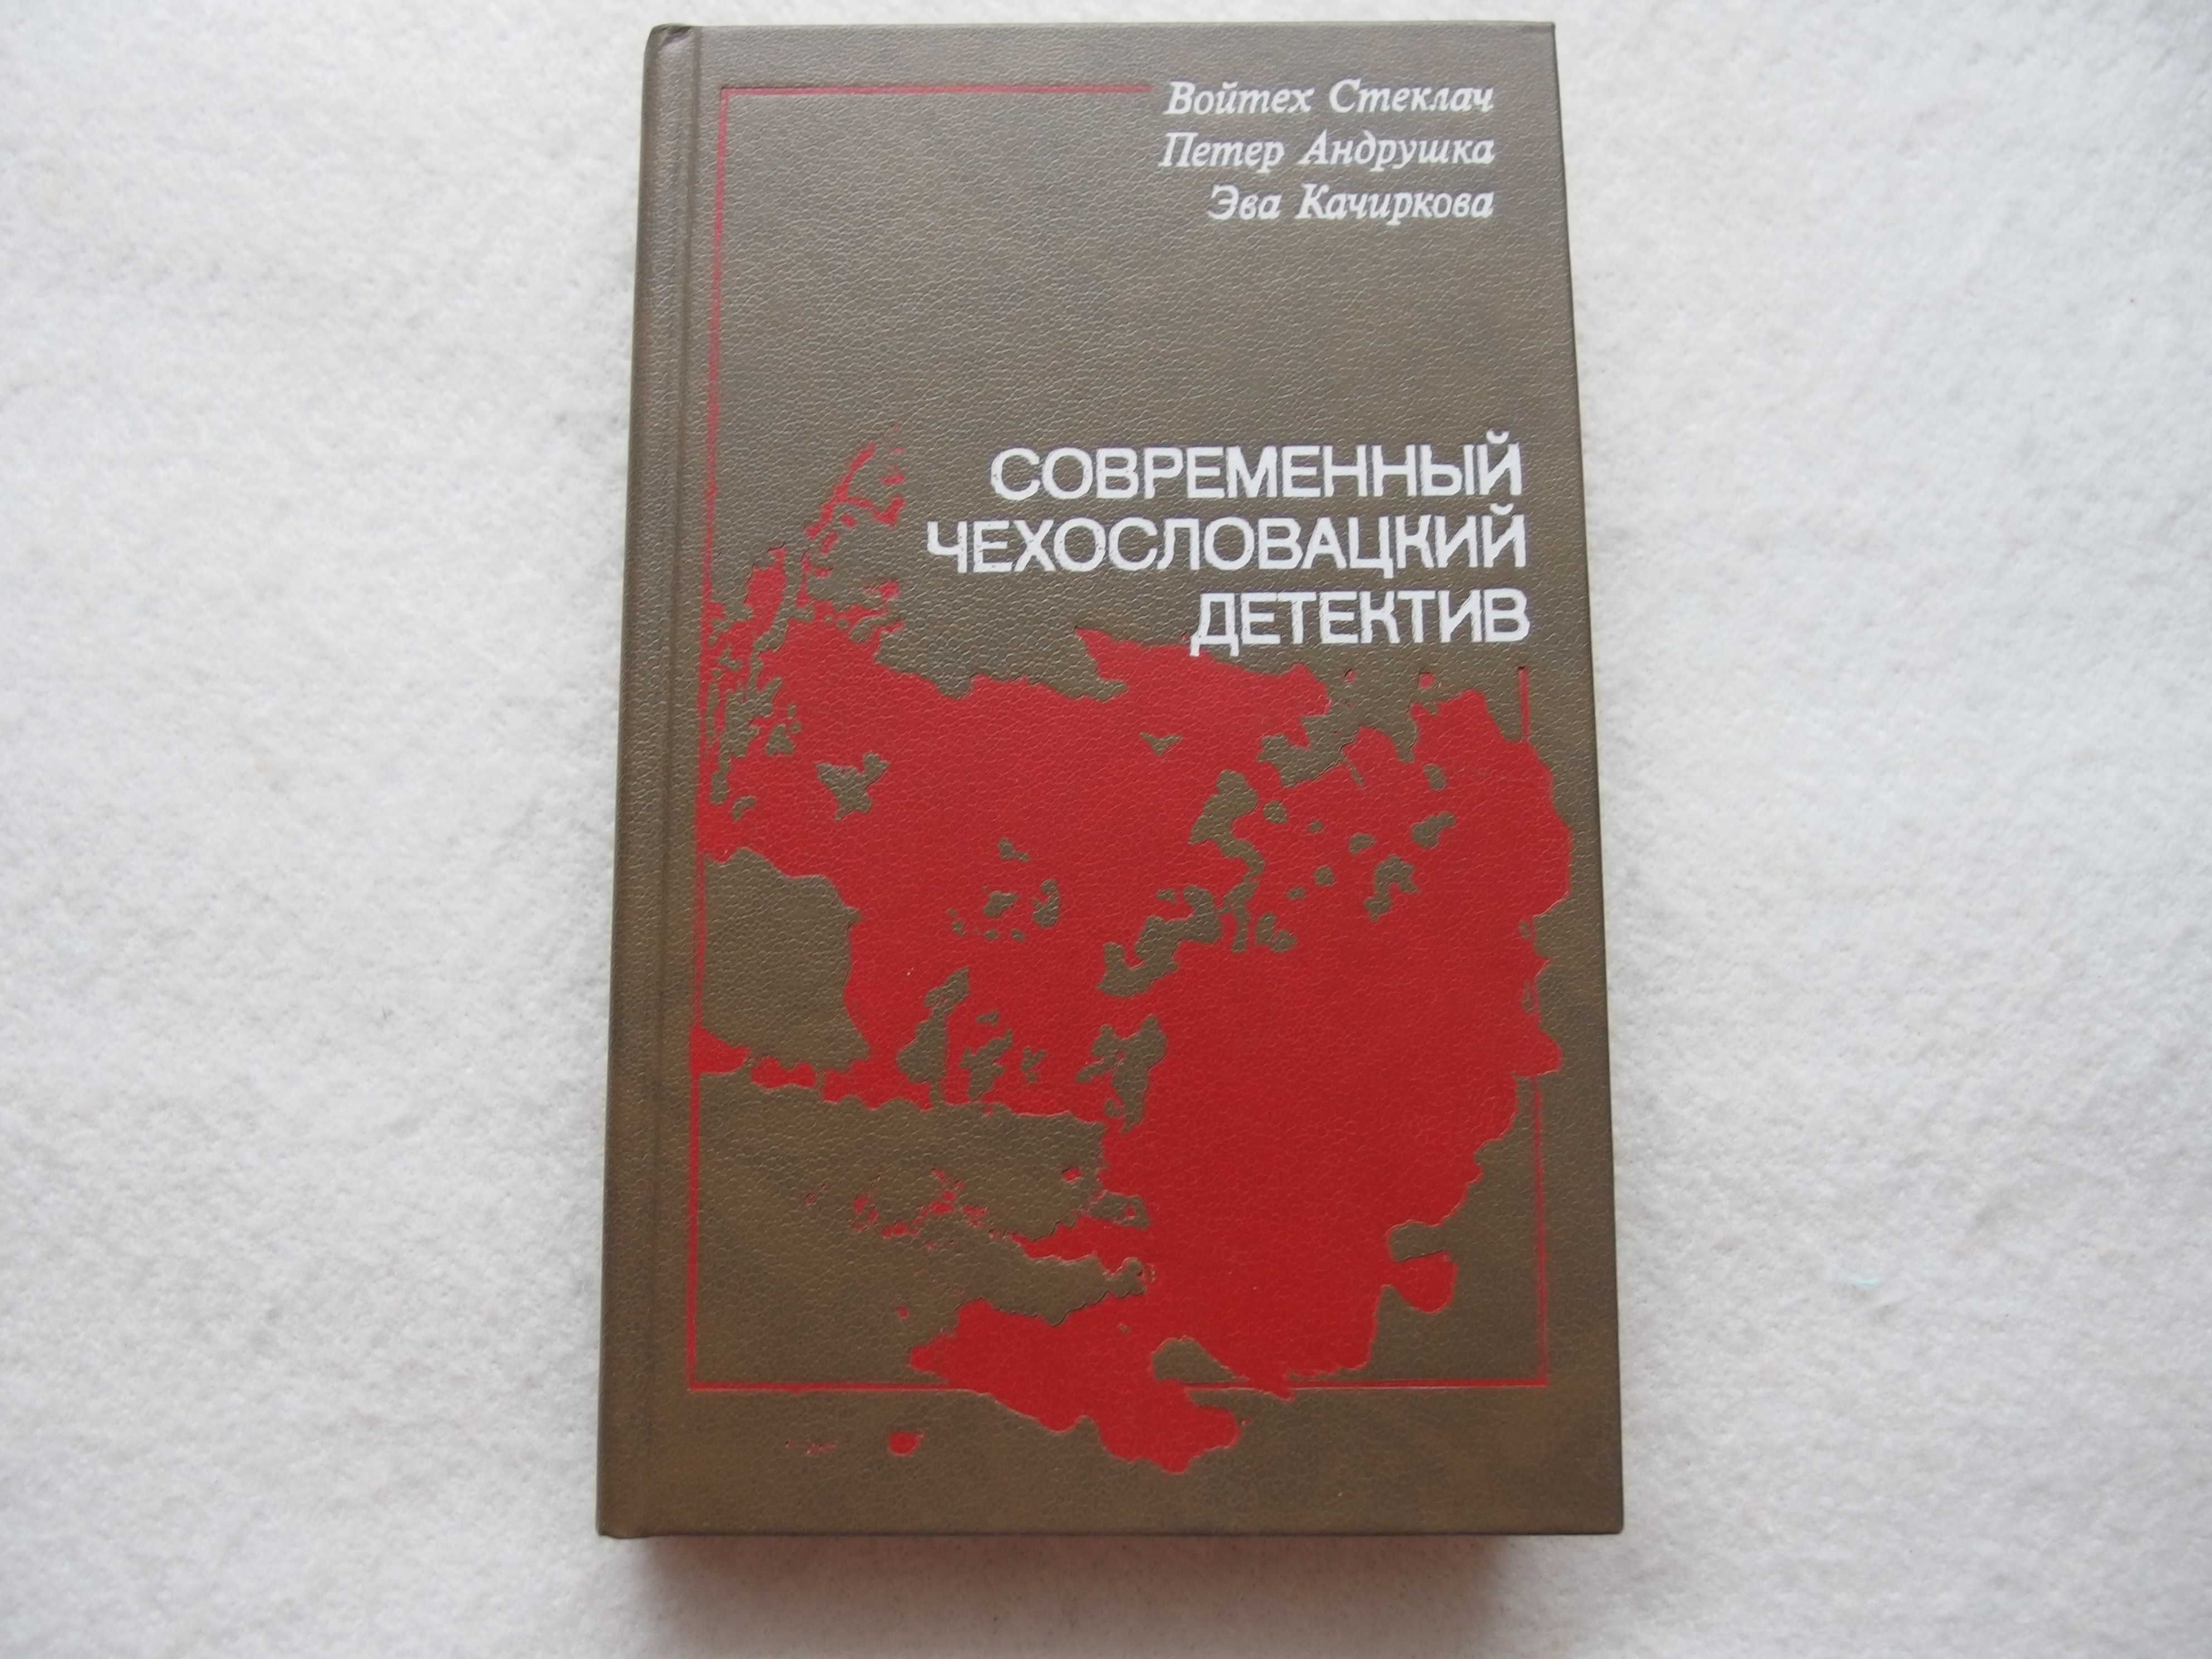 Войтех Стеклач
Петер Андрушка
Эва Качиркова
СОВРЕМЕННЫЙ
ЧЕХОСЛОВАЦКИЙ
ДЕТЕКТИВ